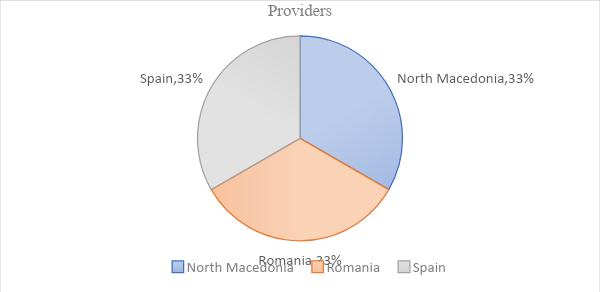 Providers
Spain,33%
North Macedonia,33%
Romania,33%
North Macedonia
Romania
Spain